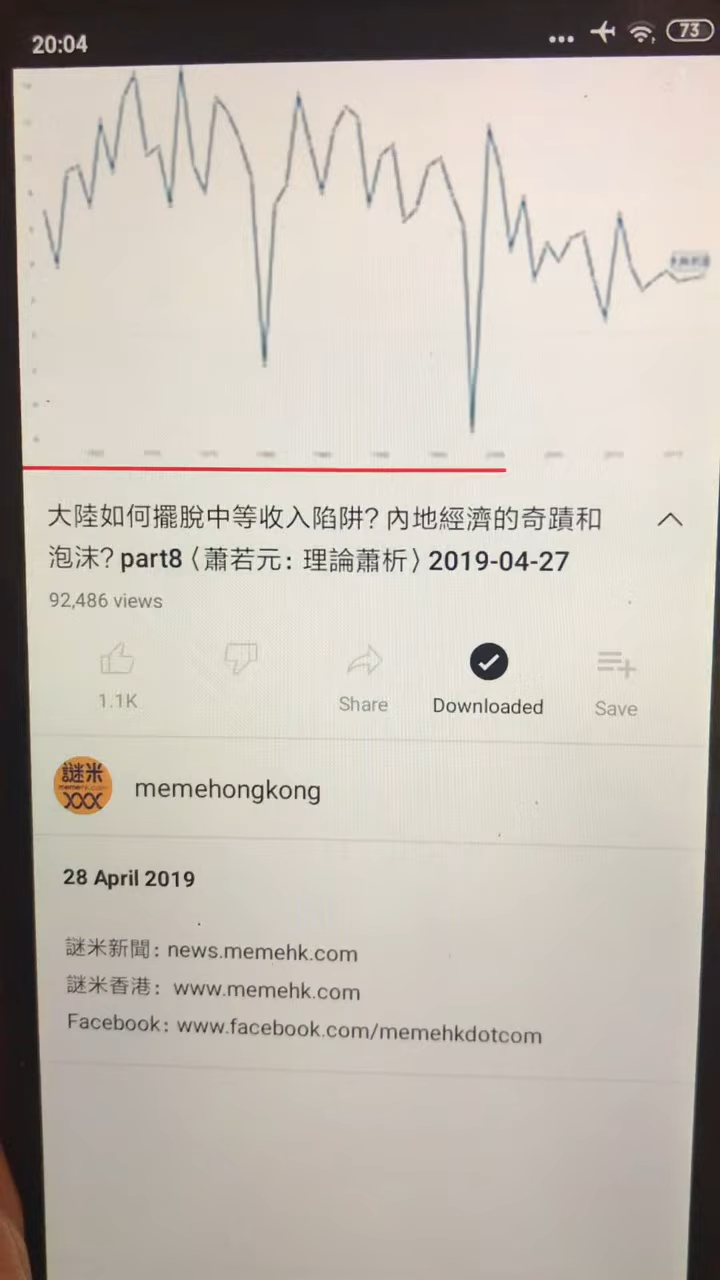 20:04
73
大陸如何擺脫中等收入陷阱? 內地經濟的奇蹟和
泡沫? part8〈蕭若元：理論蕭析〉2019-04-27
92,486 views
1.1K
Share
Downloaded
Save
謎米
XXX
memehongkong
28 April 2019
謎米新聞：news.memehk.com
謎米香港： www.memehk.com
Facebook：www.facebook.com/memehkdotcom